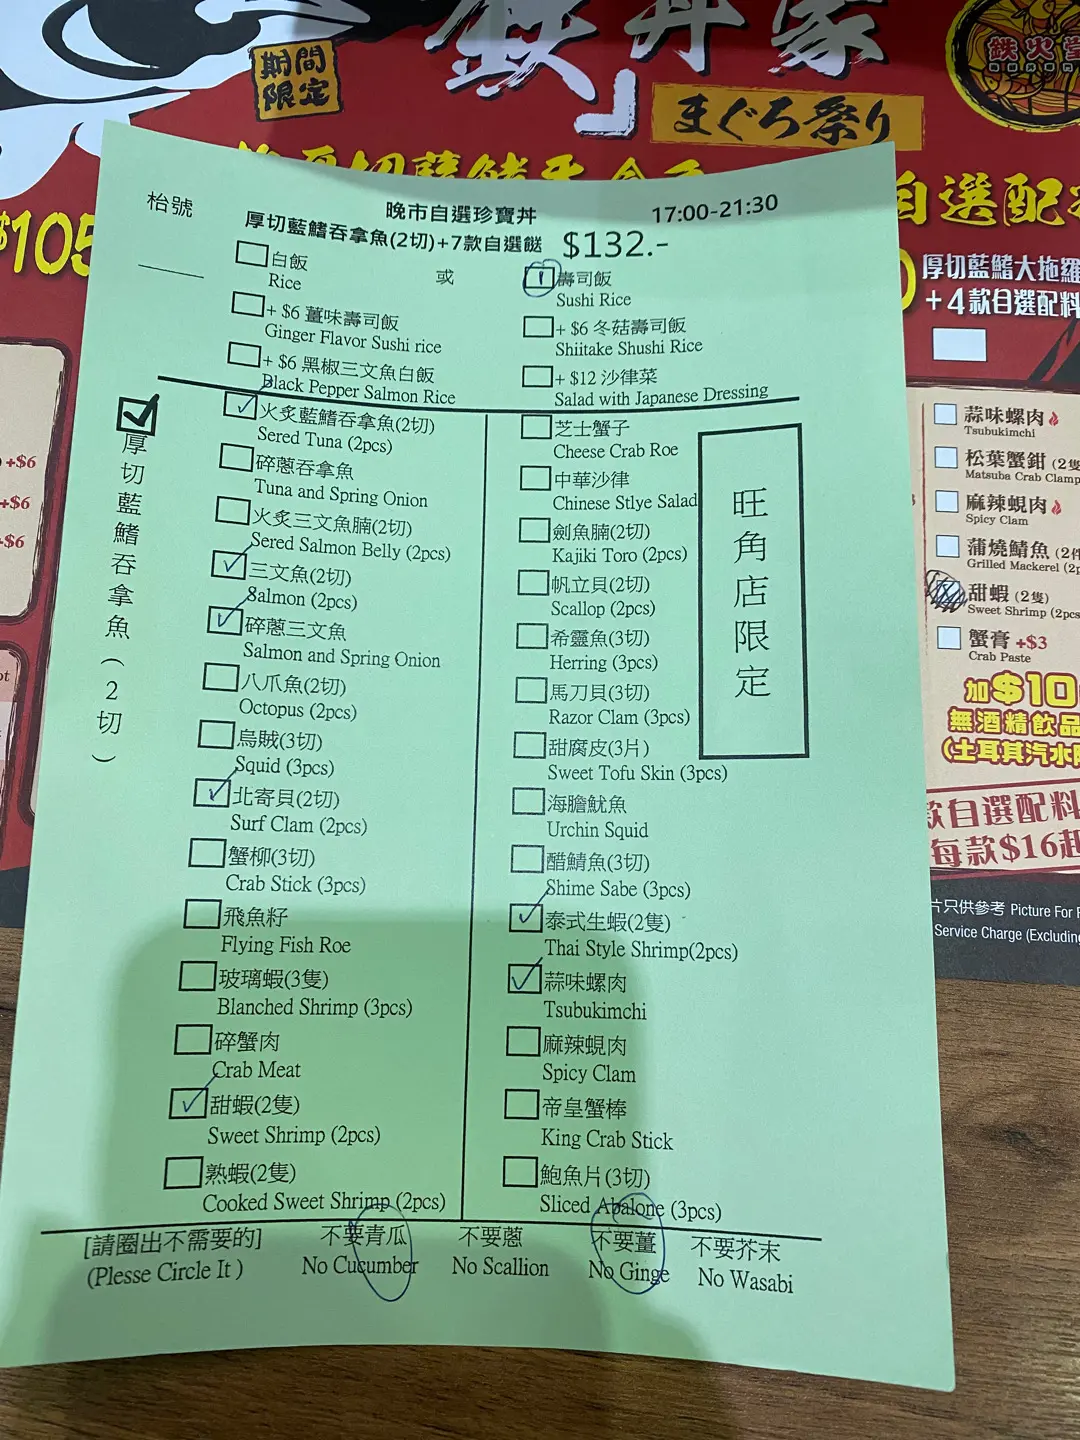 期間
限定
鉄丼家
まぐろ祭り
鉄火堂
$105
自選配料
枱號
晚市自選珍寶丼
17:00-21:30
厚切藍鰭吞拿魚(2切)+7款自選餸 $132.-
白飯
Rice
或
壽司飯
Sushi Rice
+ $6 薑味壽司飯
Ginger Flavor Sushi rice
+ $6 冬菇壽司飯
Shiitake Shushi Rice
+ $6 黑椒三文魚白飯
Black Pepper Salmon Rice
+ $12 沙律菜
Salad with Japanese Dressing
厚切藍鰭吞拿魚(2切)
火炙藍鰭吞拿魚(2切)
Sered Tuna (2pcs)
碎蔥吞拿魚
Tuna and Spring Onion
火炙三文魚腩(2切)
Sered Salmon Belly (2pcs)
三文魚(2切)
Salmon (2pcs)
碎蔥三文魚
Salmon and Spring Onion
八爪魚(2切)
Octopus (2pcs)
烏賊(3切)
Squid (3pcs)
北寄貝(2切)
Surf Clam (2pcs)
蟹柳(3切)
Crab Stick (3pcs)
飛魚籽
Flying Fish Roe
玻璃蝦(3隻)
Blanched Shrimp (3pcs)
碎蟹肉
Crab Meat
甜蝦(2隻)
Sweet Shrimp (2pcs)
熟蝦(2隻)
Cooked Sweet Shrimp (2pcs)
芝士蟹子
Cheese Crab Roe
中華沙律
Chinese Stlye Salad
劍魚腩(2切)
Kajiki Toro (2pcs)
帆立貝(2切)
Scallop (2pcs)
希靈魚(3切)
Herring (3pcs)
馬刀貝(3切)
Razor Clam (3pcs)
甜腐皮(3片)
Sweet Tofu Skin (3pcs)
海膽魷魚
Urchin Squid
醋鯖魚(3切)
Shime Sabe (3pcs)
泰式生蝦(2隻)
Thai Style Shrimp(2pcs)
蒜味螺肉
Tsubukimchi
麻辣蜆肉
Spicy Clam
帝皇蟹棒
King Crab Stick
鮑魚片(3切)
Sliced Abalone (3pcs)
旺角店限定
[請圈出不需要的]
(Plesse Circle It )
不要青瓜
No Cucumber
不要蔥
No Scallion
不要薑
No Ginge
不要芥末
No Wasabi
厚切藍鰭大拖羅
+4款自選配料
+$6
+$6
+$6
蒜味螺肉
Tsubukimchi
松葉蟹鉗
Matsuba Crab Clamp
麻辣蜆肉
Spicy Clam
蒲燒鯖魚
Grilled Mackerel
甜蝦 (2隻)
Sweet Shrimp (2pcs
蟹膏 +$3
Crab Paste
加$10
無酒精飲品
(土耳其汽水
款自選配料
每款$16起
片只供參考 Picture For
Service Charge (Excluding